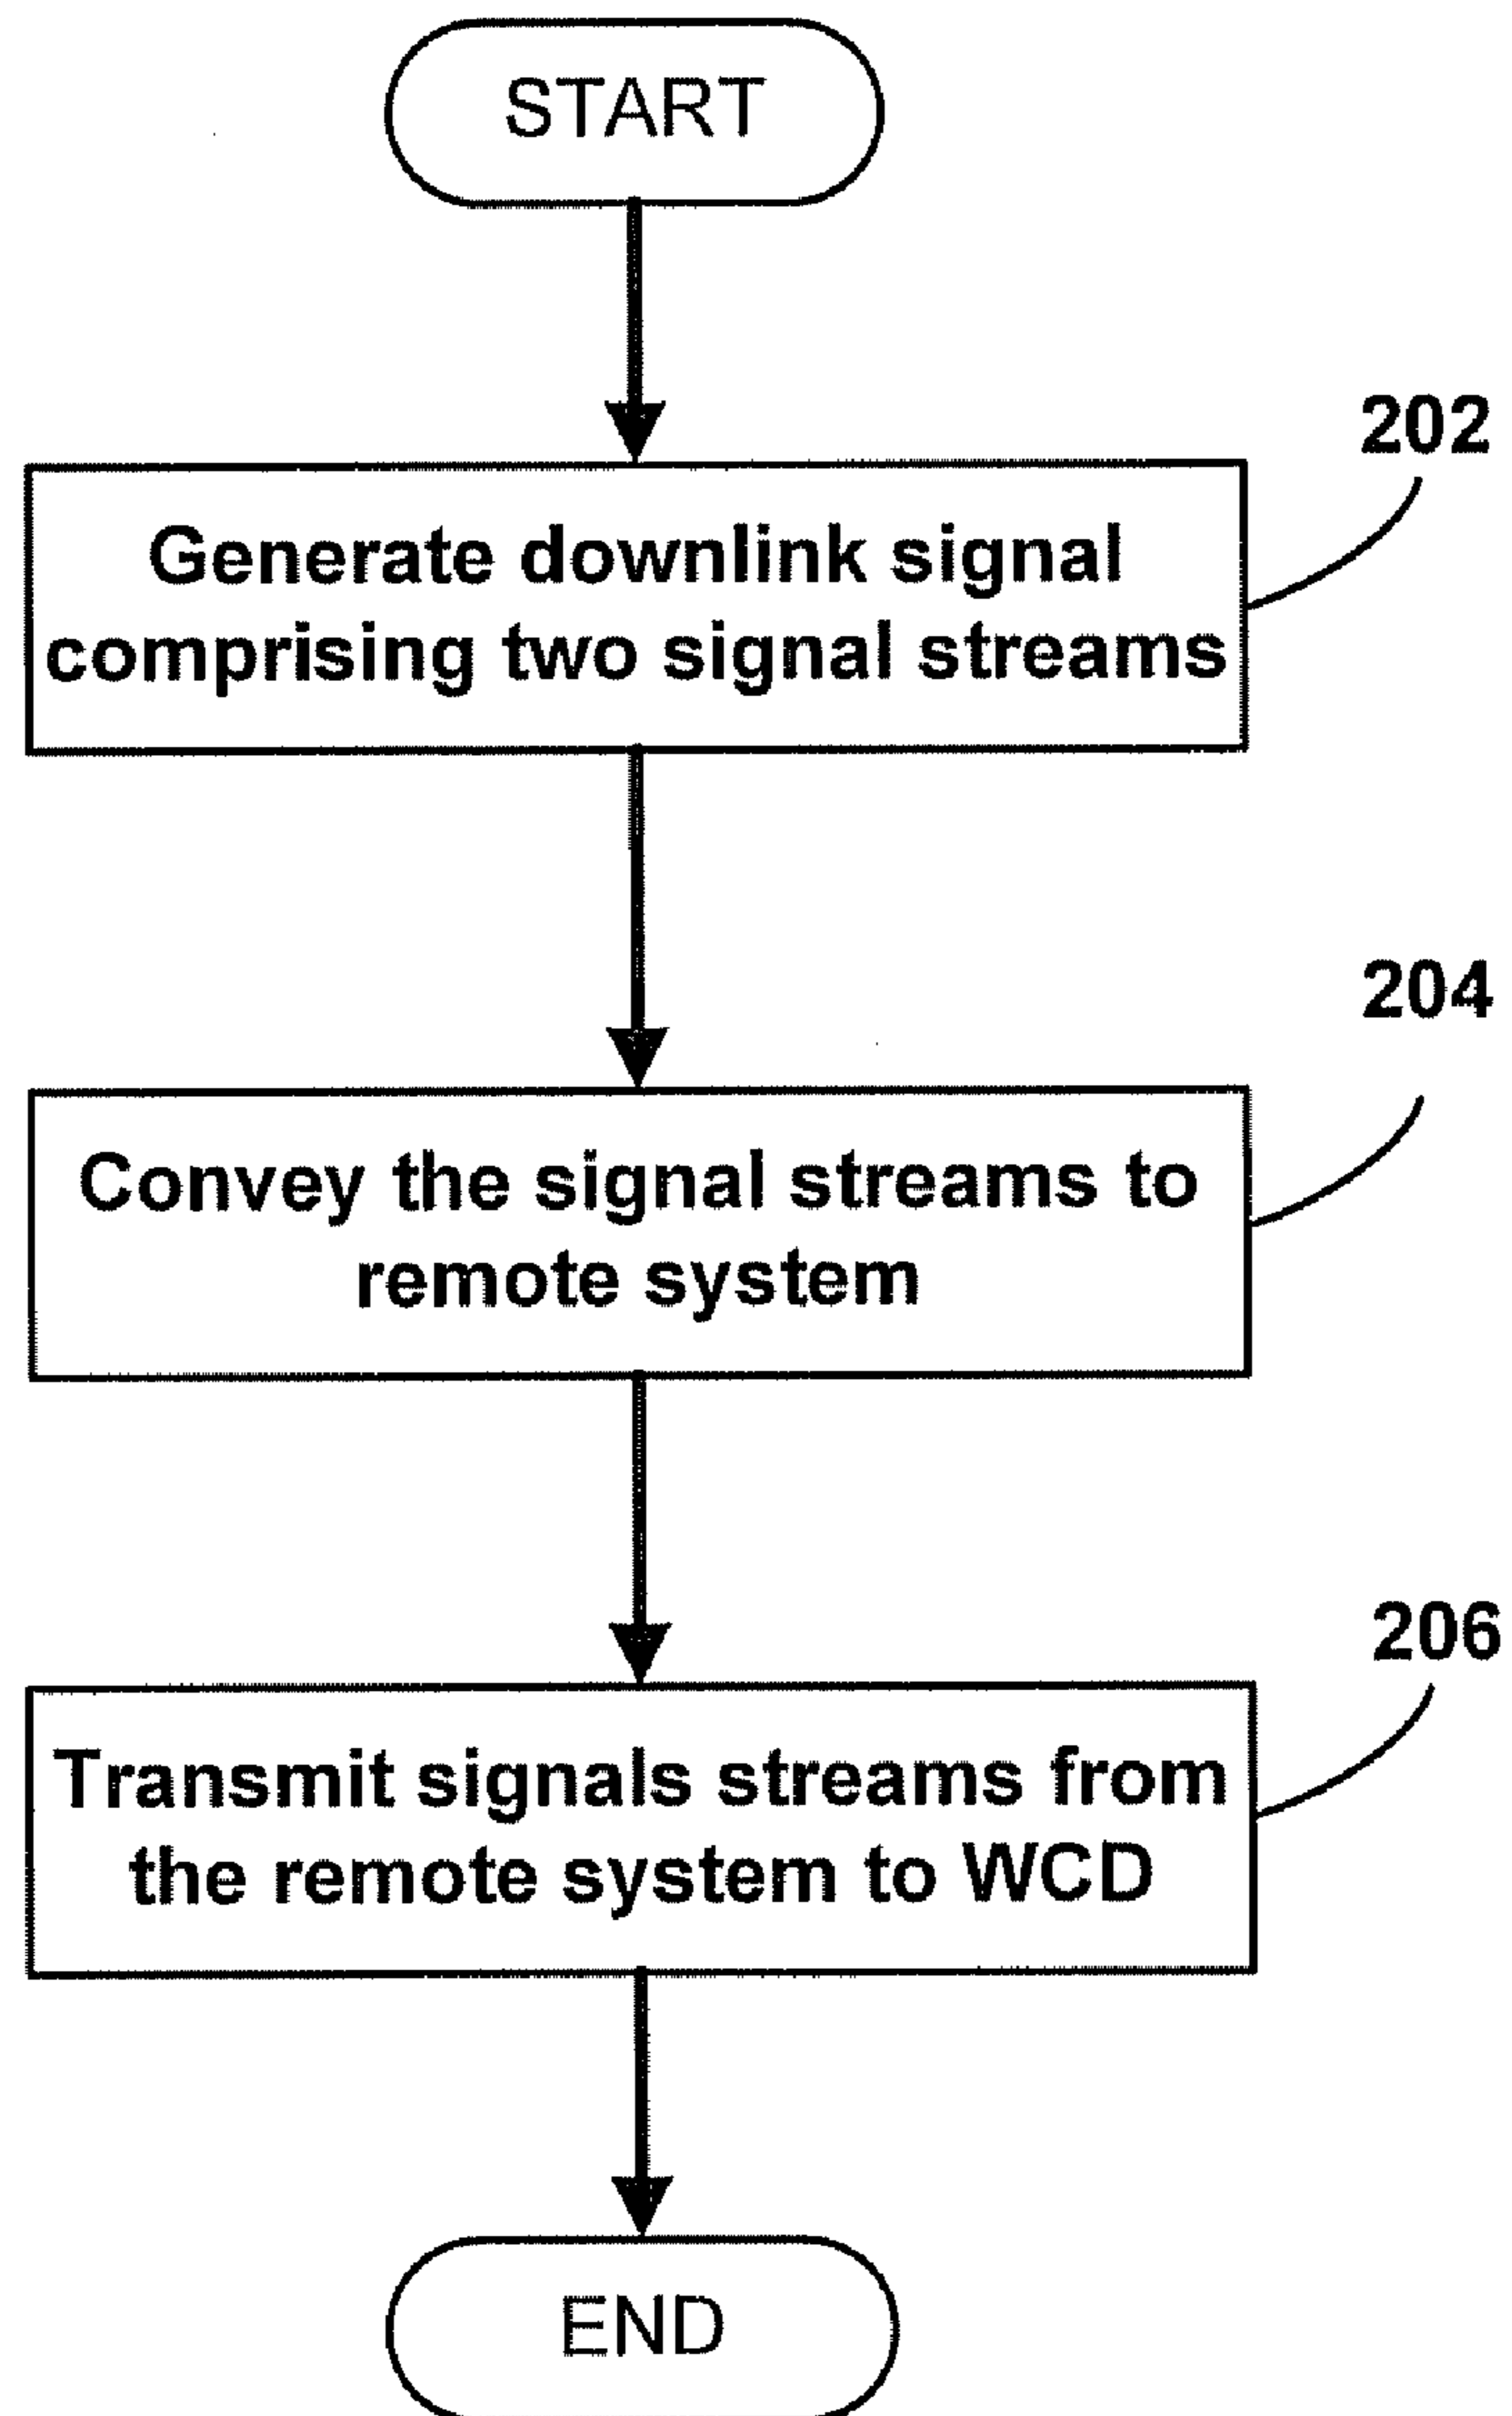 START
202
Generate downlink signal
comprising two signal streams
204
Convey the signal streams to
remote system
206
Transmit signals streams from
the remote system to WCD
END